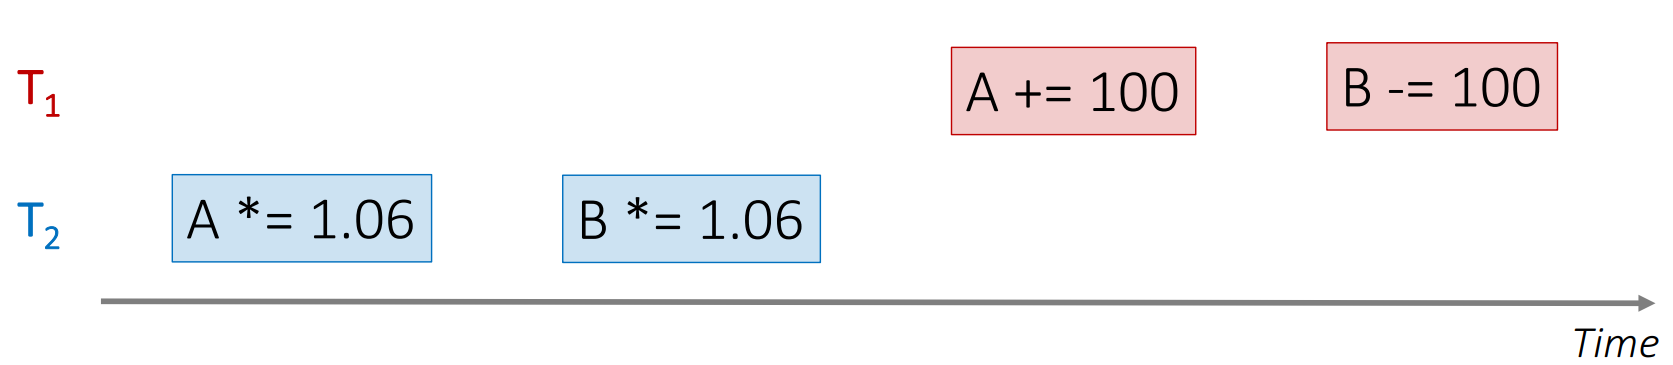 T1 A += 100 B -= 100
T2 A *= 1.06 B *= 1.06
Time